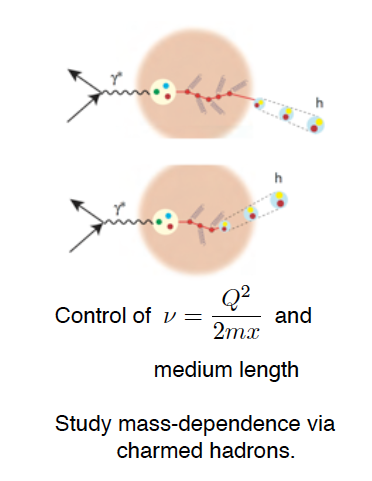 γ*
h
h
γ*
Control of ν = Q²/2mx and
medium length
Study mass-dependence via
charmed hadrons.